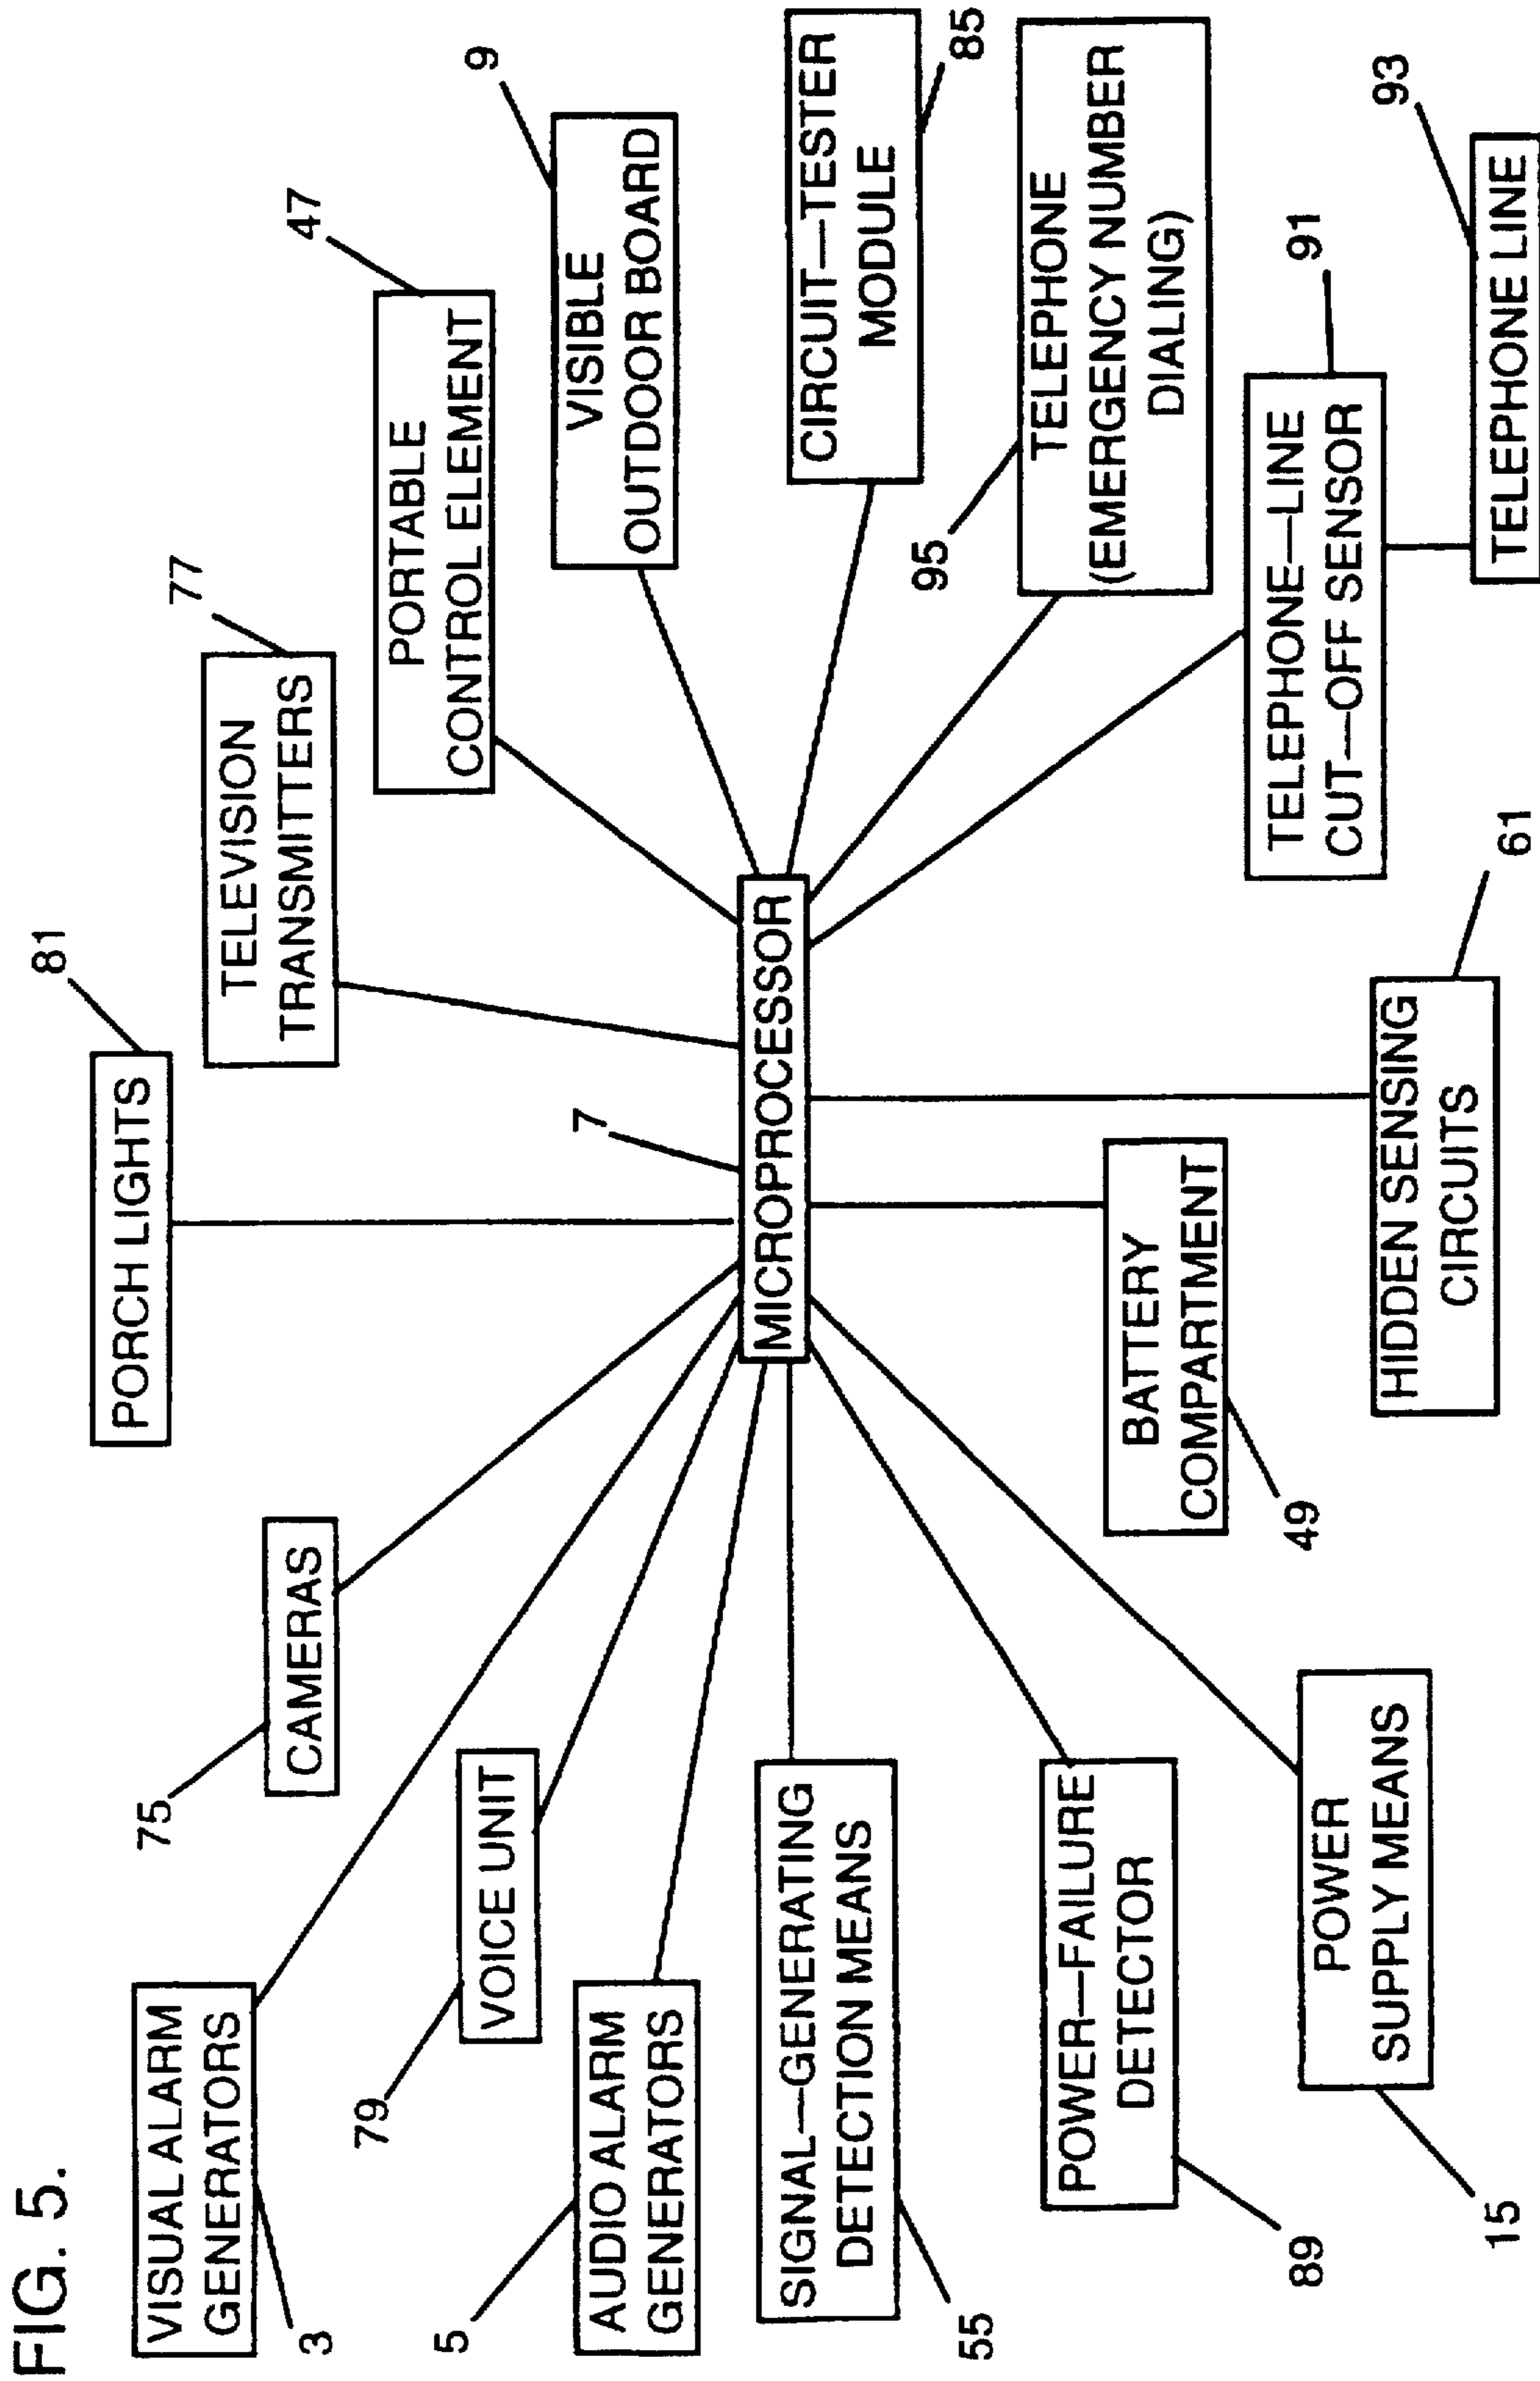 FIG. 5.
81
PORCH LIGHTS
77
TELEVISION
TRANSMITTERS
47
PORTABLE
CONTROL ELEMENT
9
VISIBLE
OUTDOOR BOARD
75
CAMERAS
VISUAL ALARM
GENERATORS
3
79
VOICE UNIT
7
MICROPROCESSOR
5
AUDIO ALARM
GENERATORS
CIRCUIT—TESTER
MODULE
85
SIGNAL—GENERATING
DETECTION MEANS
55
95
TELEPHONE
(EMERGENCY NUMBER
DIALING)
POWER—FAILURE
DETECTOR
89
BATTERY
COMPARTMENT
49
TELEPHONE—LINE
CUT—OFF SENSOR
91
POWER
SUPPLY MEANS
15
HIDDEN SENSING
CIRCUITS
61
93
TELEPHONE LINE